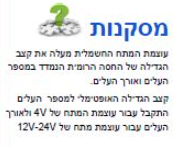 מסקנות
עוצמת המתח החשמלית מעלה את קצב
הגדילה של החסה הרומית הנמדד במספר
העלים ואורך העלים.
קצב הגדילה האופטימלי למספר העלים
התקבל עבור עוצמת המתח של 4V ולאורך
העלים עבור עוצמת מתח של 12V-24V